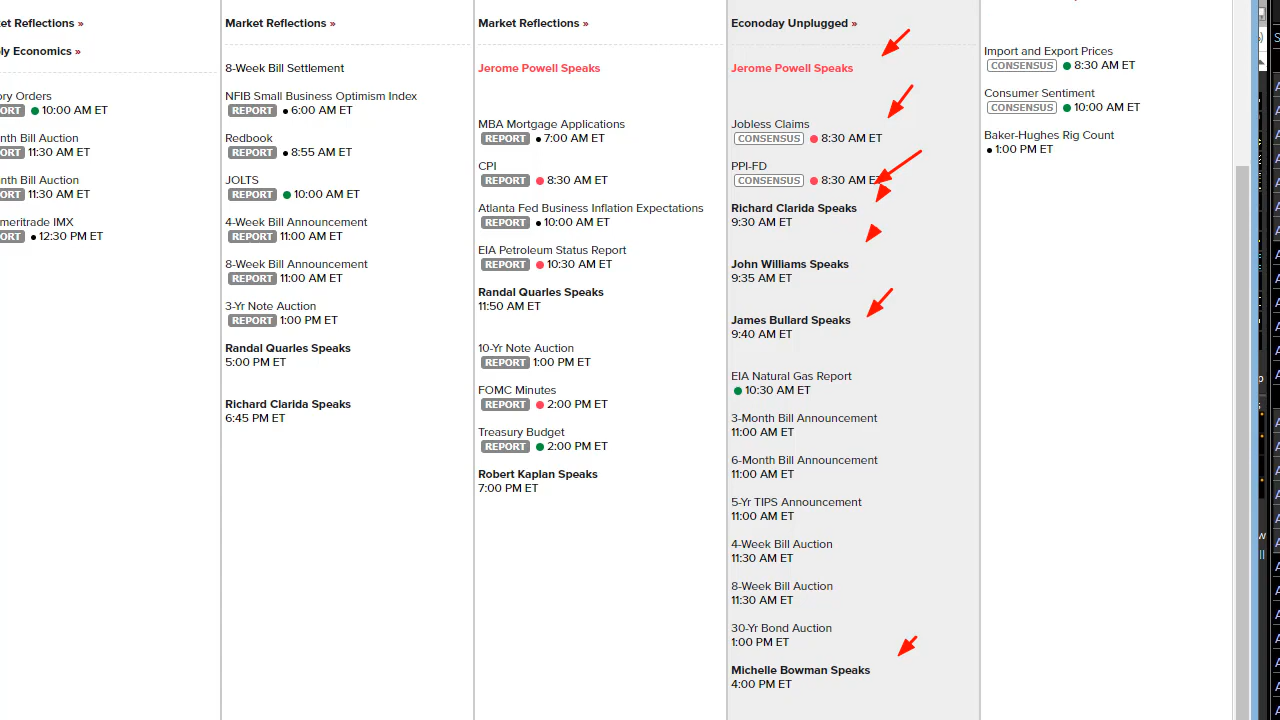 et Reflections »
ly Economics »
ory Orders
ORT 10:00 AM ET
nth Bill Auction
ORT 11:30 AM ET
nth Bill Auction
ORT 11:30 AM ET
meritrade IMX
ORT 12:30 PM ET
Market Reflections »
8-Week Bill Settlement
NFIB Small Business Optimism Index
REPORT 6:00 AM ET
Redbook
REPORT 8:55 AM ET
JOLTS
REPORT 10:00 AM ET
4-Week Bill Announcement
REPORT 11:00 AM ET
8-Week Bill Announcement
REPORT 11:00 AM ET
3-Yr Note Auction
REPORT 1:00 PM ET
Randal Quarles Speaks
5:00 PM ET
Richard Clarida Speaks
6:45 PM ET
Market Reflections »
Jerome Powell Speaks
MBA Mortgage Applications
REPORT 7:00 AM ET
CPI
REPORT 8:30 AM ET
Atlanta Fed Business Inflation Expectations
REPORT 10:00 AM ET
EIA Petroleum Status Report
REPORT 10:30 AM ET
Randal Quarles Speaks
11:50 AM ET
10-Yr Note Auction
REPORT 1:00 PM ET
FOMC Minutes
REPORT 2:00 PM ET
Treasury Budget
REPORT 2:00 PM ET
Robert Kaplan Speaks
7:00 PM ET
Econoday Unplugged »
Jerome Powell Speaks
Jobless Claims
CONSENSUS 8:30 AM ET
PPI-FD
CONSENSUS 8:30 AM ET
Richard Clarida Speaks
9:30 AM ET
John Williams Speaks
9:35 AM ET
James Bullard Speaks
9:40 AM ET
EIA Natural Gas Report
10:30 AM ET
3-Month Bill Announcement
11:00 AM ET
6-Month Bill Announcement
11:00 AM ET
5-Yr TIPS Announcement
11:00 AM ET
4-Week Bill Auction
11:30 AM ET
8-Week Bill Auction
11:30 AM ET
30-Yr Bond Auction
1:00 PM ET
Michelle Bowman Speaks
4:00 PM ET
Import and Export Prices
CONSENSUS 8:30 AM ET
Consumer Sentiment
CONSENSUS 10:00 AM ET
Baker-Hughes Rig Count
1:00 PM ET